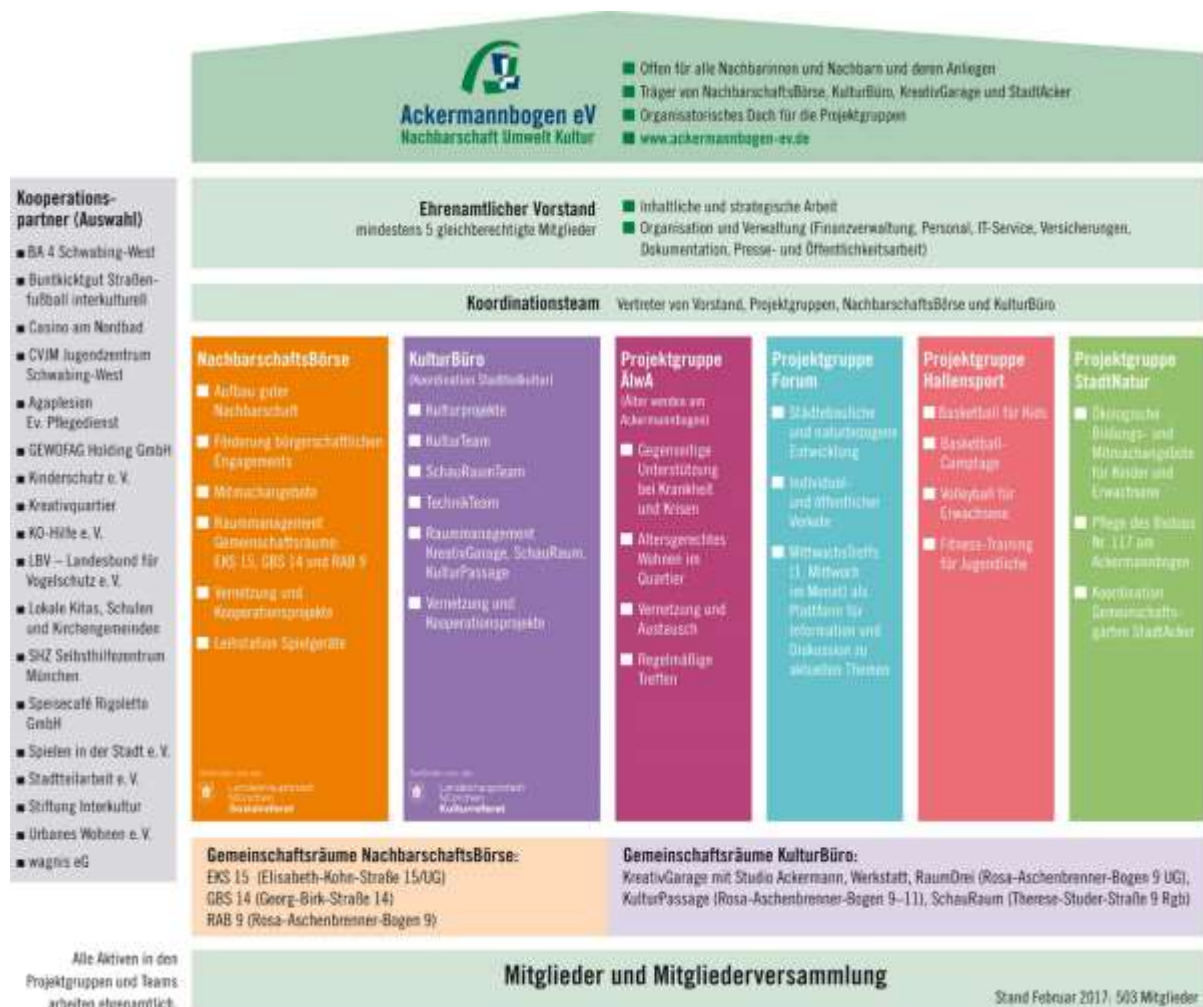 Ackermannbogen eV
Nachbarschaft Umwelt Kultur
Offen für alle Nachbarinnen und Nachbarn und deren Anliegen
Träger von NachbarschaftsBörse, KulturBüro, KreativGarage und StadtAcker
Organisatorisches Dach für die Projektgruppen
www.ackermannbogen-ev.de
Kooperations-
partner (Auswahl)
BA 4 Schwabing-West
Buntkicktgut Straßen-
fußball interkulturell
Casino am Nordbad
CVJM Jugendzentrum
Schwabing-West
Agaplesion
Ev. Pflegedienst
GEWOFAG Holding GmbH
Kinderschutz e. V.
Kreativquartier
KO-Hilfe e. V.
LBV – Landesbund für
Vogelschutz e. V.
Lokale Kitas, Schulen
und Kirchengemeinden
SHZ Selbsthilfezentrum
München
Speisecafé Rigoletto
GmbH
Spielen in der Stadt e. V.
Stadtteilarbeit e. V.
Stiftung Interkultur
Urbanes Wohnen e. V.
wagnis eG
Ehrenamtlicher Vorstand
mindestens 5 gleichberechtigte Mitglieder
Inhaltliche und strategische Arbeit
Organisation und Verwaltung (Finanzverwaltung, Personal, IT-Service, Versicherungen,
Dokumentation, Presse- und Öffentlichkeitsarbeit)
Koordinationsteam Vertreter von Vorstand, Projektgruppen, NachbarschaftsBörse und KulturBüro
NachbarschaftsBörse
Aufbau guter
Nachbarschaft
Förderung bürgerschaftlichen
Engagements
Mitmachangebote
Raummanagement
Gemeinschaftsräume:
EKS 15, GBS 14 und RAB 9
Vernetzung und
Kooperationsprojekte
Leihstation Spielgeräte
Landeshauptstadt
München
Sozialreferat
KulturBüro
(Koordination Stadtteilkultur)
Kulturprojekte
KulturTeam
SchauRaumTeam
TechnikTeam
Raummanagement
KreativGarage, SchauRaum,
KulturPassage
Vernetzung und
Kooperationsprojekte
Landeshauptstadt
München
Kulturreferat
Projektgruppe
ÄlwA
(Älter werden am
Ackermannbogen)
Gegenseitige
Unterstützung
bei Krankheit
und Krisen
Altersgerechtes
Wohnen im
Quartier
Vernetzung und
Austausch
Regelmäßige
Treffen
Projektgruppe
Forum
Städtebauliche
und naturbezogene
Entwicklung
Individual-
und öffentlicher
Verkehr
MittwochsTreffs
(1. Mittwoch
im Monat) als
Plattform für
Information und
Diskussion zu
aktuellen Themen
Projektgruppe
Hallensport
Basketball für Kids
Basketball-
Camptage
Volleyball für
Erwachsene
Fitness-Training
für Jugendliche
Projektgruppe
StadtNatur
Ökologische
Bildungs- und
Mitmachangebote
für Kinder und
Erwachsene
Pflege des Biotops
Nr. 117 am
Ackermannbogen
Koordination
Gemeinschafts-
garten StadtAcker
Gemeinschaftsräume NachbarschaftsBörse:
EKS 15 (Elisabeth-Kohn-Straße 15/UG)
GBS 14 (Georg-Birk-Straße 14)
RAB 9 (Rosa-Aschenbrenner-Bogen 9)
Gemeinschaftsräume KulturBüro:
KreativGarage mit Studio Ackermann, Werkstatt, RaumDrei (Rosa-Aschenbrenner-Bogen 9 UG),
KulturPassage (Rosa-Aschenbrenner-Bogen 9–11), SchauRaum (Therese-Studer-Straße 9 Rgb)
Alle Aktiven in den
Projektgruppen und Teams
arbeiten ehrenamtlich.
Mitglieder und Mitgliederversammlung
Stand Februar 2017: 503 Mitglieder